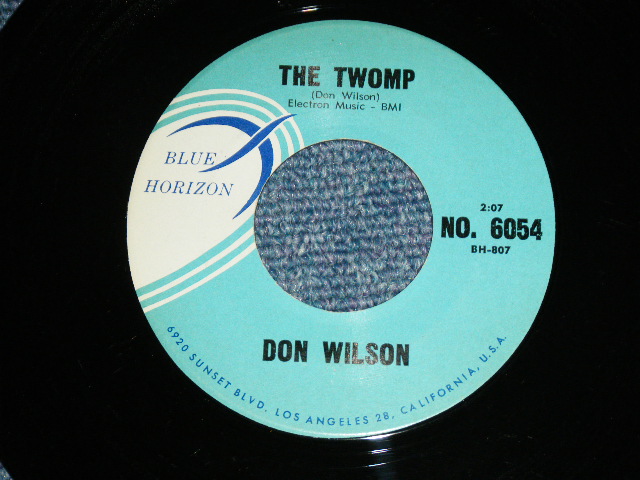 THE TWOMP
(Don Wilson)
Electron Music - BMI
BLUE
HORIZON
2:07
NO. 6054
BH-807
DON WILSON
6920 SUNSET BLVD. LOS ANGELES 28, CALIFORNIA, U.S.A.